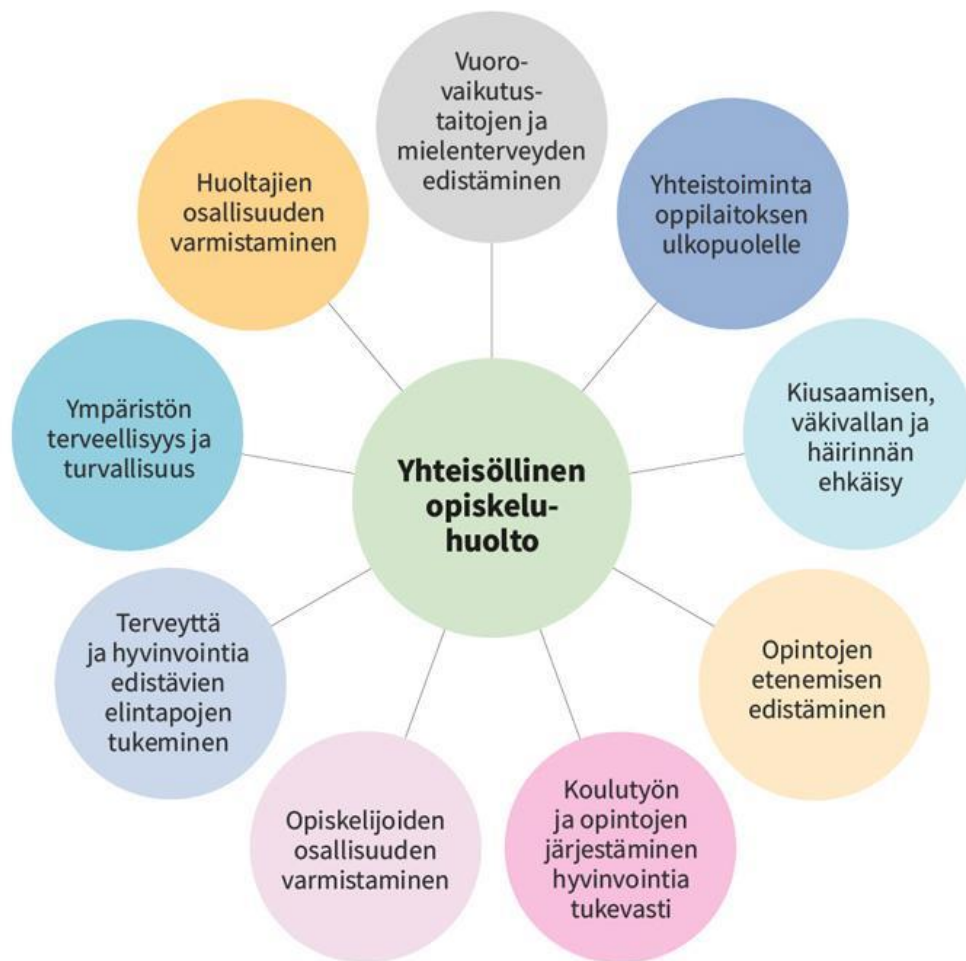 Vuoro-
vaikutus-
taitojen ja
mielenterveyden
edistäminen
Yhteistoiminta
oppilaitoksen
ulkopuolelle
Kiusaamisen,
väkivallan ja
häirinnän
ehkäisy
Opintojen
etenemisen
edistäminen
Koulutyön
ja opintojen
järjestäminen
hyvinvointia
tukevasti
Opiskelijoiden
osallisuuden
varmistaminen
Terveyttä
ja hyvinvointia
edistävien
elintapojen
tukeminen
Ympäristön
terveellisyys ja
turvallisuus
Huoltajien
osallisuuden
varmistaminen
Yhteisöllinen
opiskelu-
huolto